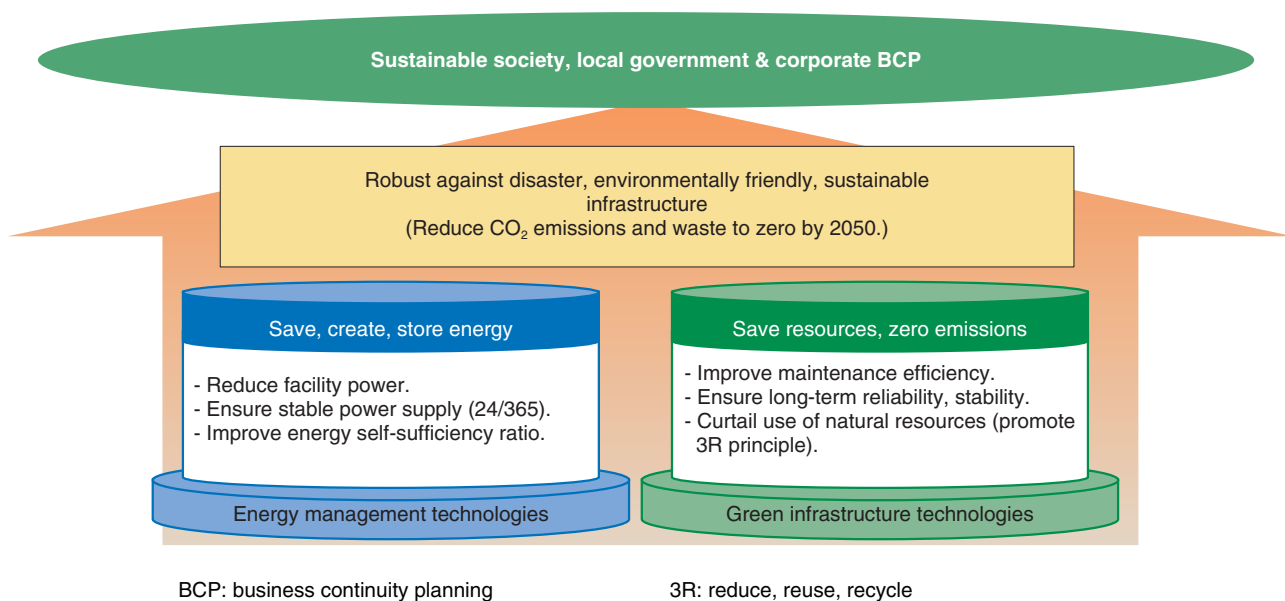 Sustainable society, local government & corporate BCP
Robust against disaster, environmentally friendly, sustainable
infrastructure
(Reduce CO₂ emissions and waste to zero by 2050.)
Save, create, store energy
- Reduce facility power.
- Ensure stable power supply (24/365).
- Improve energy self-sufficiency ratio.
Energy management technologies
Save resources, zero emissions
- Improve maintenance efficiency.
- Ensure long-term reliability, stability.
- Curtail use of natural resources (promote
3R principle).
Green infrastructure technologies
BCP: business continuity planning
3R: reduce, reuse, recycle